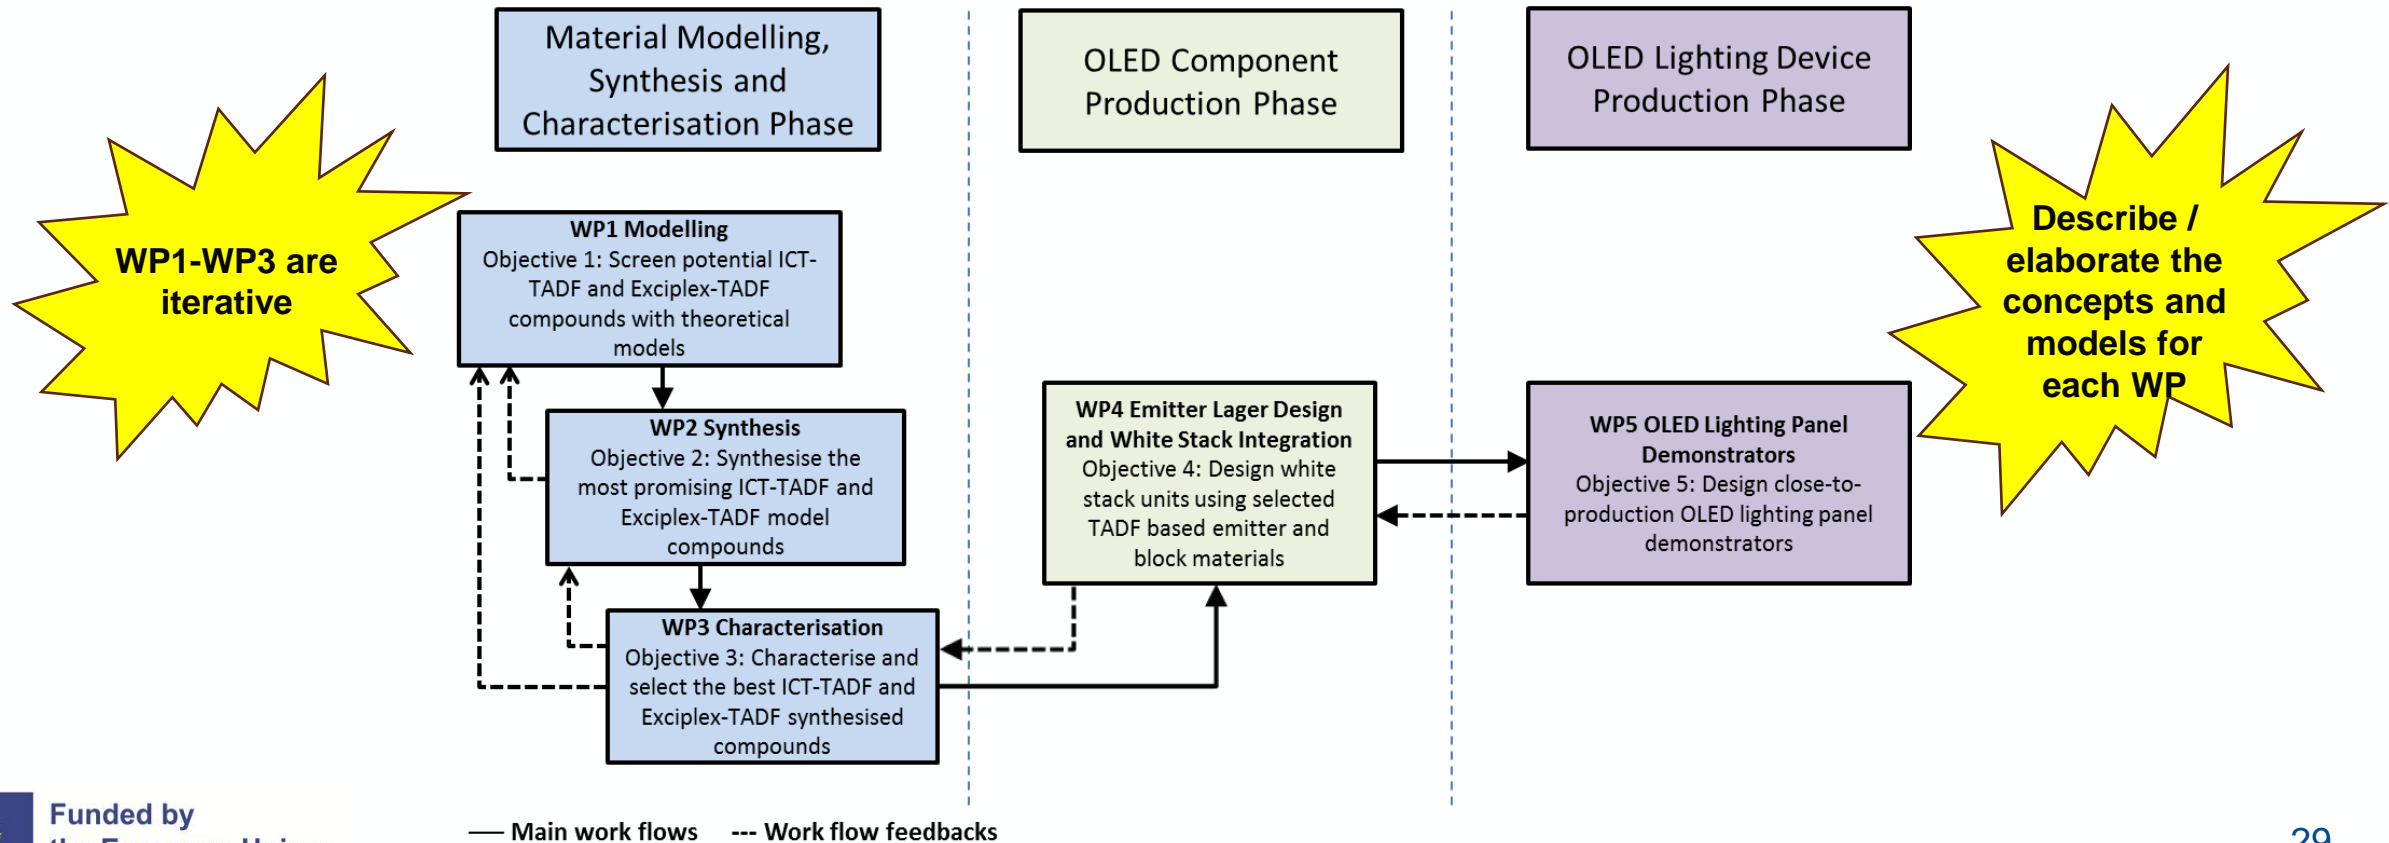 Material Modelling,
Synthesis and
Characterisation Phase
OLED Component
Production Phase
OLED Lighting Device
Production Phase
WP1-WP3 are
iterative
Describe /
elaborate the
concepts and
models for
each WP
WP1 Modelling
Objective 1: Screen potential ICT-
TADF and Exciplex-TADF
compounds with theoretical
models
WP2 Synthesis
Objective 2: Synthesise the
most promising ICT-TADF and
Exciplex-TADF model
compounds
WP3 Characterisation
Objective 3: Characterise and
select the best ICT-TADF and
Exciplex-TADF synthesised
compounds
WP4 Emitter Lager Design
and White Stack Integration
Objective 4: Design white
stack units using selected
TADF based emitter and
block materials
WP5 OLED Lighting Panel
Demonstrators
Objective 5: Design close-to-
production OLED lighting panel
demonstrators
Funded by
the European Union
Main work flows
--- Work flow feedbacks
29